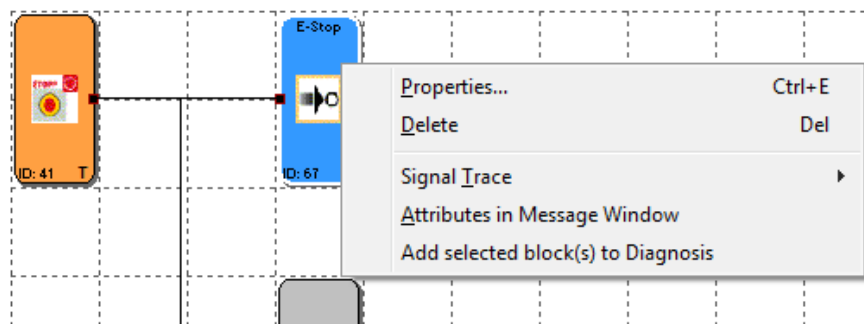 E-Stop
ID: 41 T
ID: 67
Properties... Ctrl+E
Delete Del
Signal Trace
Attributes in Message Window
Add selected block(s) to Diagnosis